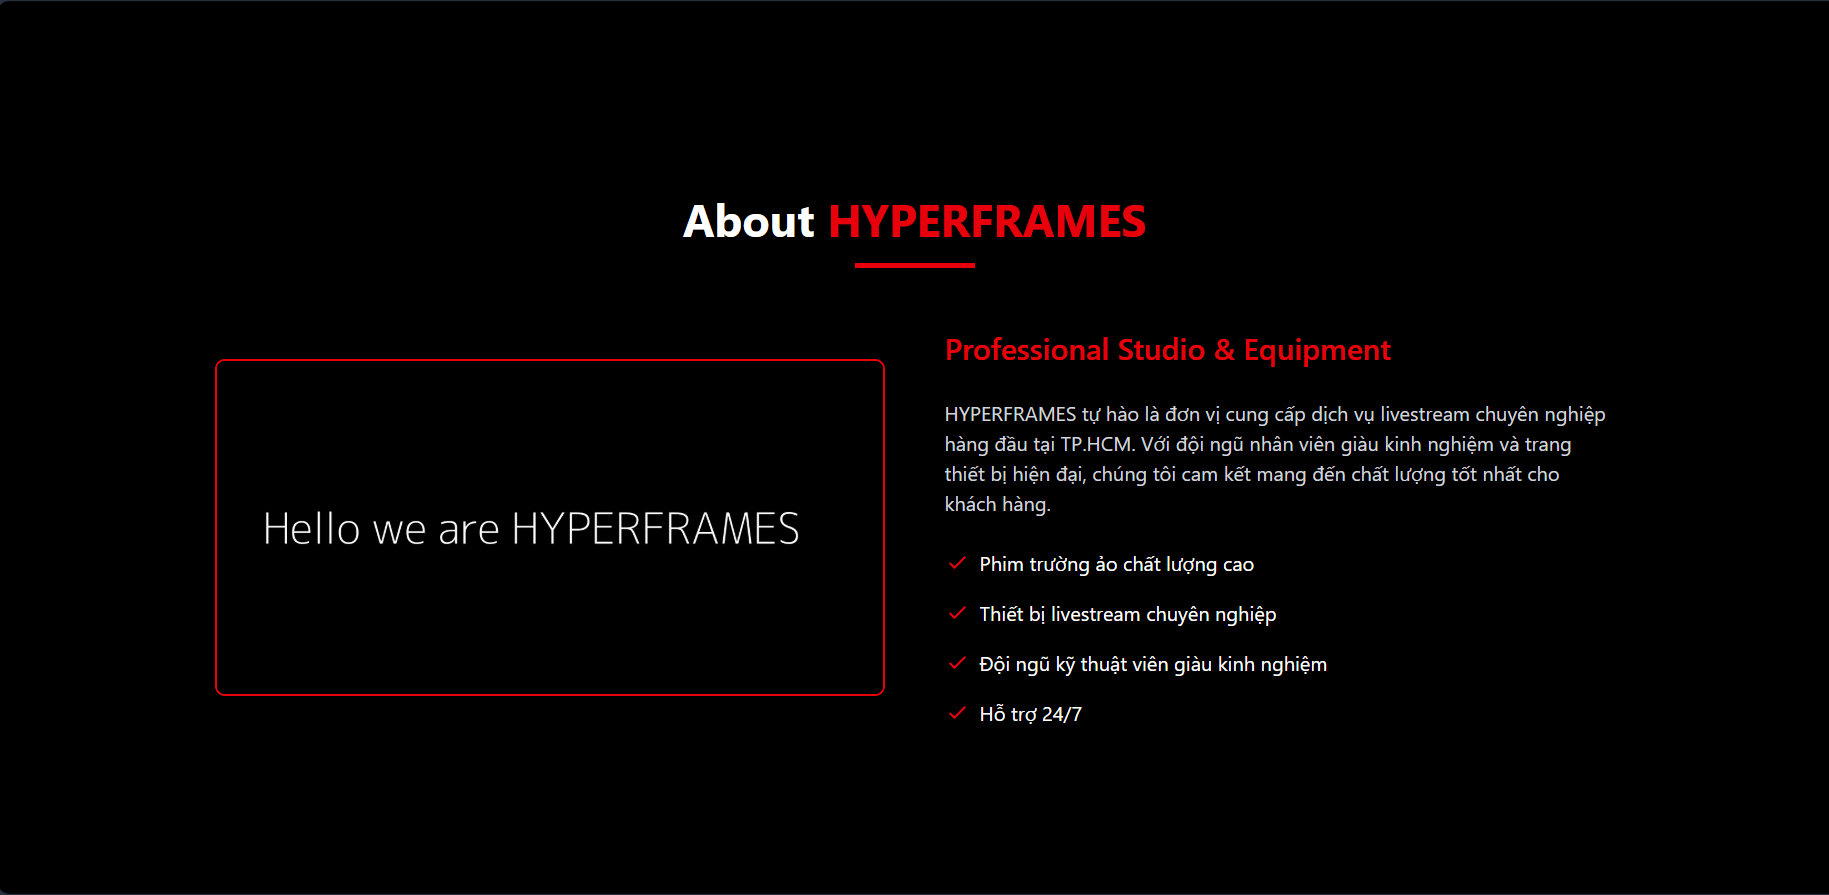 About HYPERFRAMES
Hello we are HYPERFRAMES
Professional Studio & Equipment
HYPERFRAMES tự hào là đơn vị cung cấp dịch vụ livestream chuyên nghiệp
hàng đầu tại TP.HCM. Với đội ngũ nhân viên giàu kinh nghiệm và trang
thiết bị hiện đại, chúng tôi cam kết mang đến chất lượng tốt nhất cho
khách hàng.
Phim trường ảo chất lượng cao
Thiết bị livestream chuyên nghiệp
Đội ngũ kỹ thuật viên giàu kinh nghiệm
Hỗ trợ 24/7